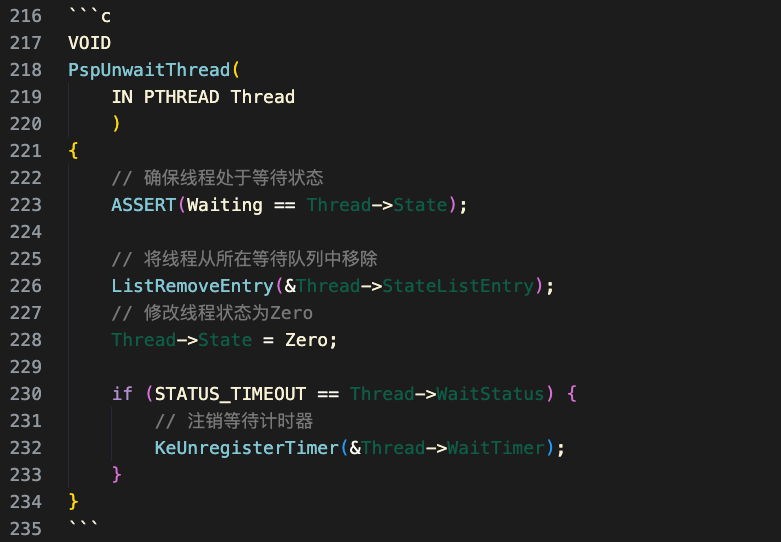 216 ```c
217 VOID
218 PspUnwaitThread(
219     IN PTHREAD Thread
220     )
221 {
222     // 确保线程处于等待状态
223     ASSERT(Waiting == Thread->State);
224
225     // 将线程从所在等待队列中移除
226     ListRemoveEntry(&Thread->StateListEntry);
227     // 修改线程状态为Zero
228     Thread->State = Zero;
229
230     if (STATUS_TIMEOUT == Thread->WaitStatus) {
231         // 注销等待计时器
232         KeUnregisterTimer(&Thread->WaitTimer);
233     }
234 }
235 ```